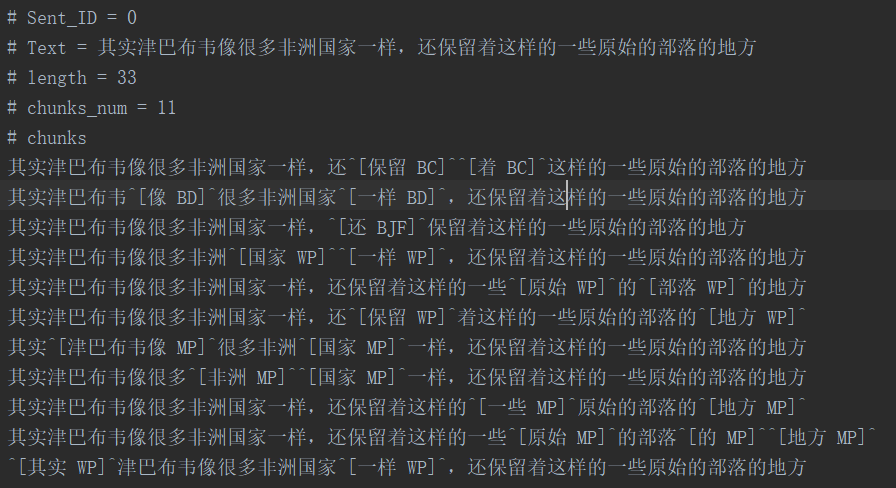 # Sent_ID = 0
# Text = 其实津巴布韦像很多非洲国家一样，还保留着这样的一些原始的部落的地方
# length = 33
# chunks_num = 11
# chunks
其实津巴布韦像很多非洲国家一样，还^[保留 BC]^^[着 BC]^这样的一些原始的部落的地方
其实津巴布韦^[像 BD]^很多非洲国家^[一样 BD]^，还保留着这样的一些原始的部落的地方
其实津巴布韦像很多非洲国家一样，^[还 BJF]^保留着这样的一些原始的部落的地方
其实津巴布韦像很多非洲^[国家 WP]^^[一样 WP]^，还保留着这样的一些原始的部落的地方
其实津巴布韦像很多非洲国家一样，还保留着这样的一些^[原始 WP]^的^[部落 WP]^的地方
其实津巴布韦像很多非洲国家一样，还^[保留 WP]^着这样的一些原始的部落的^[地方 WP]^
其实^[津巴布韦像 MP]^很多非洲^[国家 MP]^一样，还保留着这样的一些原始的部落的地方
其实津巴布韦像很多^[非洲 MP]^^[国家 MP]^一样，还保留着这样的一些原始的部落的地方
其实津巴布韦像很多非洲国家一样，还保留着这样的^[一些 MP]^原始的部落的^[地方 MP]^
其实津巴布韦像很多非洲国家一样，还保留着这样的一些^[原始 MP]^的部落^[的 MP]^^[地方 MP]^
^[其实 WP]^津巴布韦像很多非洲国家^[一样 WP]^，还保留着这样的一些原始的部落的地方